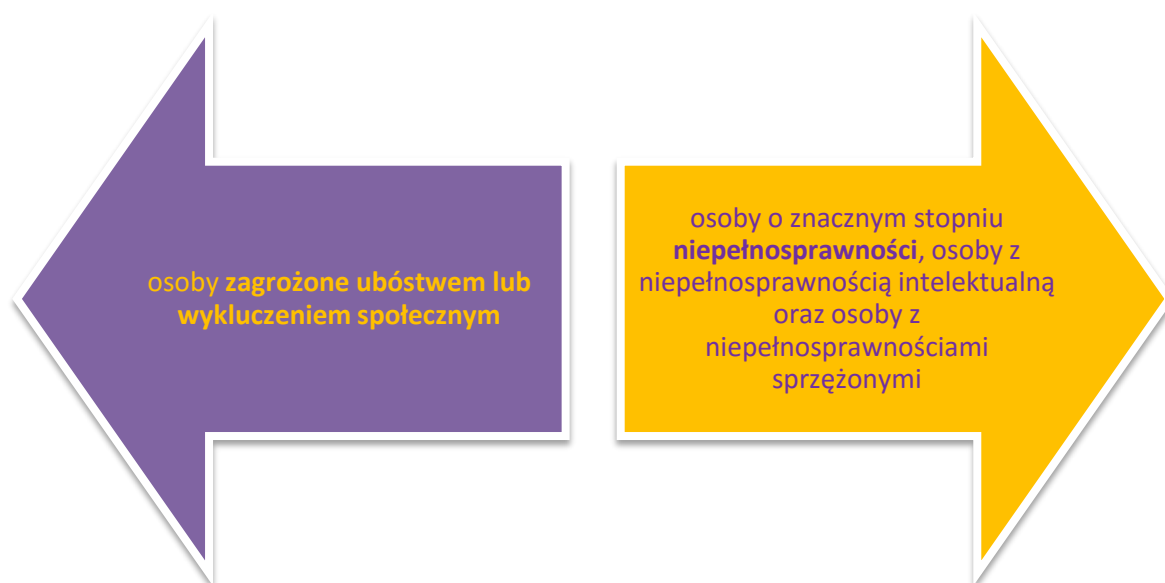 osoby zagrożone ubóstwem lub
wykluczeniem społecznym
osoby o znacznym stopniu
niepełnosprawności, osoby z
niepełnosprawnością intelektualną
oraz osoby z
niepełnosprawnościami
sprzężonymi